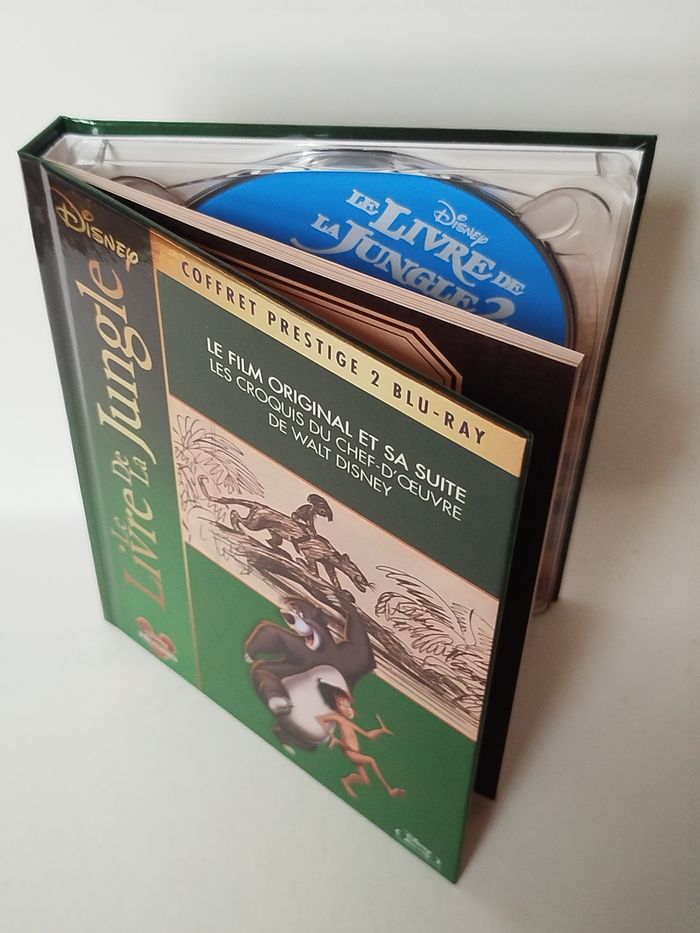 DISNEY
Le
Livre De
La Jungle
COFFRET PRESTIGE 2 BLU-RAY
LE FILM ORIGINAL ET SA SUITE
LES CROQUIS DU CHEF-D'ŒUVRE
DE WALT DISNEY
Disney
LE LIVRE DE
LA JUNGLE 2
Disney